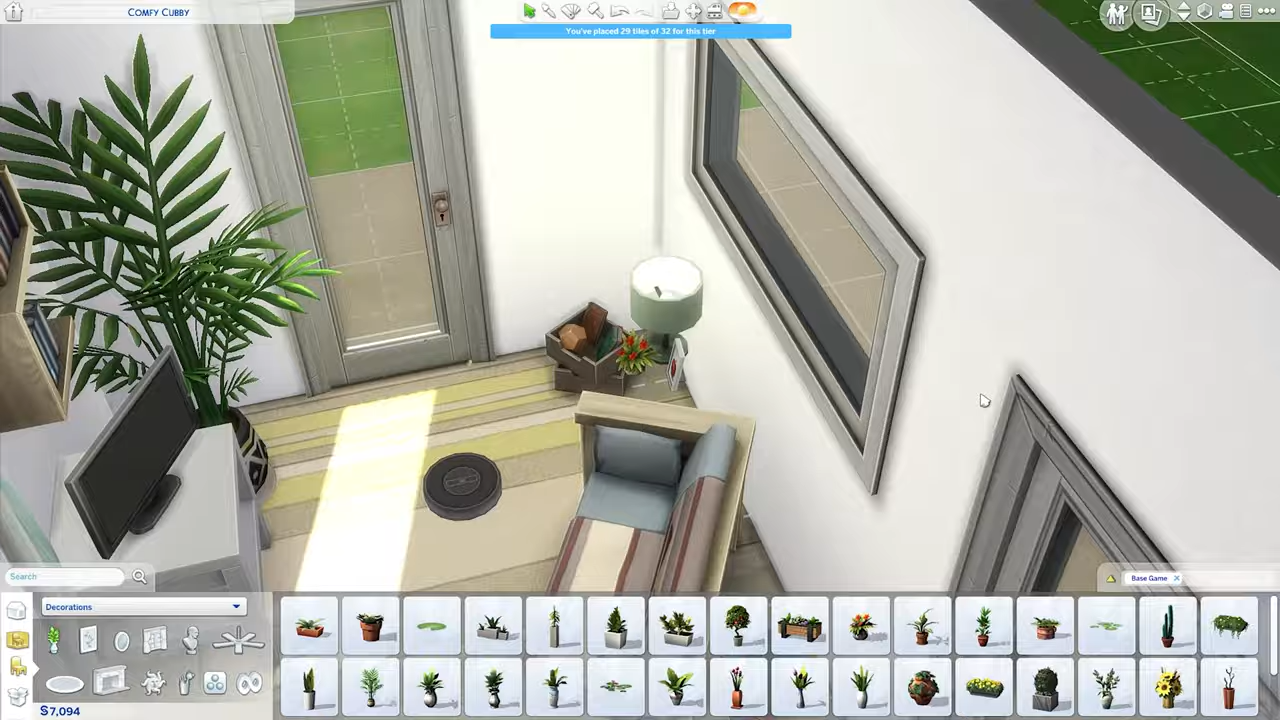 COMFY CUBBY
You've placed 29 tiles of 32 for this tier
Search
Base Game
Decorations
§7,094